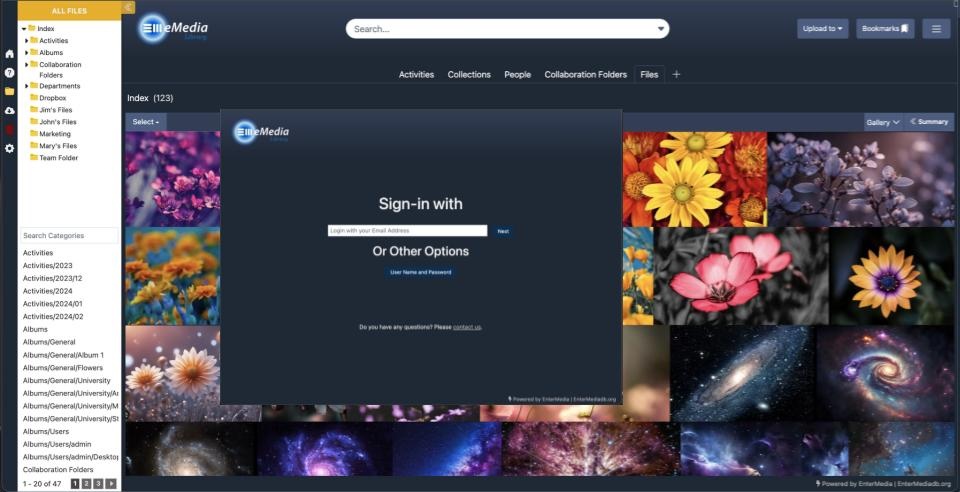 ALL FILES
Index
Activities
Albums
Collaboration
Folders
Departments
Dropbox
Jim's Files
John's Files
Marketing
Mary's Files
Team Folder
Search Categories
Activities
Activities/2023
Activities/2023/12
Activities/2024
Activities/2024/01
Activities/2024/02
Albums
Albums/General
Albums/General/Album 1
Albums/General/Flowers
Albums/General/University
Albums/General/University/Ar
Albums/General/University/M
Albums/General/University/St
Albums/Users
Albums/Users/admin
Albums/Users/admin/Desktop
Collaboration Folders
1 - 20 of 47 1 2 3
EM eMedia
Library
Search...
Upload to
Bookmarks
Activities Collections People Collaboration Folders Files +
Index (123)
Select
Gallery Summary
EM eMedia
Library
Sign-in with
Login with your Email Address
Next
Or Other Options
User Name and Password
Do you have any questions? Please contact us.
Powered by EnterMedia | EnterMediadb.org
Powered by EnterMedia | EnterMediadb.org